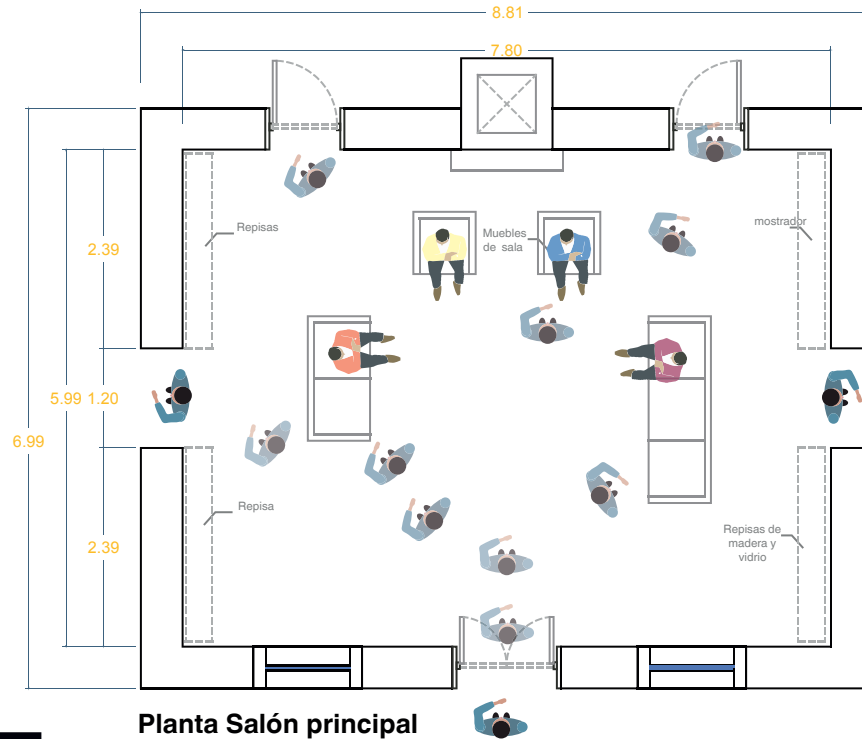 8.81
7.80
Repisas
Muebles
de sala
mostrador
2.39
5.99
1.20
6.99
2.39
Repisa
Repisas de
madera y
vidrio
Planta Salón principal